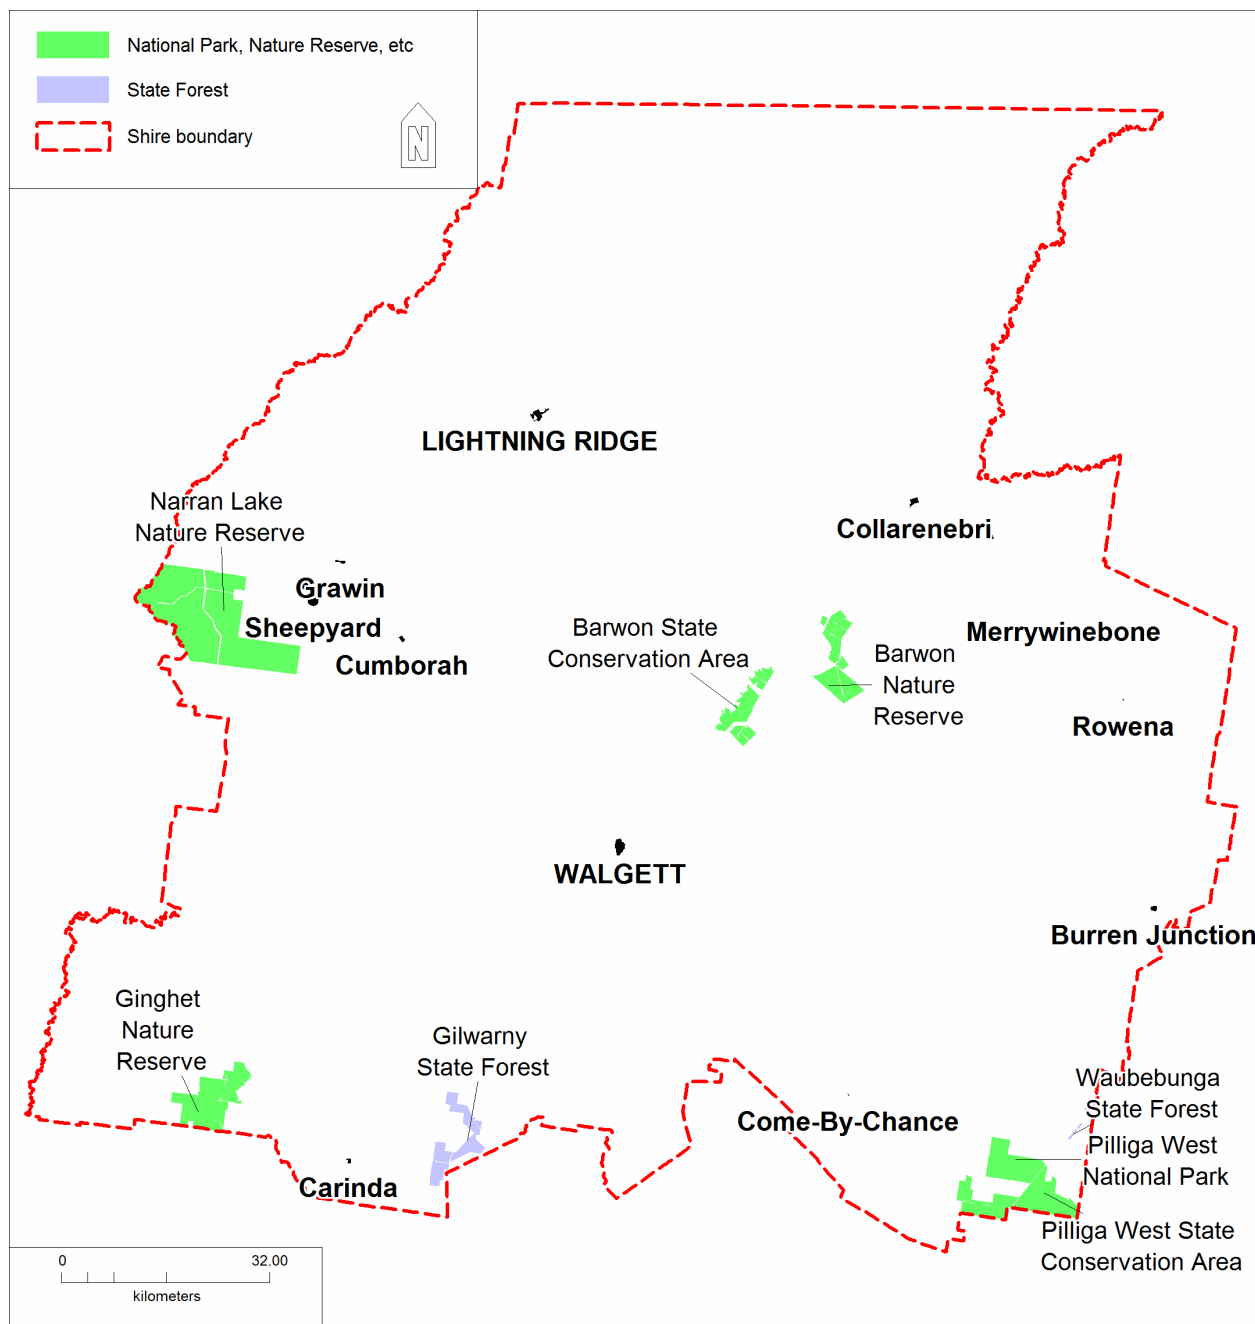 National Park, Nature Reserve, etc
State Forest
Shire boundary
N
LIGHTNING RIDGE
Narran Lake
Nature Reserve
Collarenebri
Grawin
Sheepyard
Cumborah
Barwon State
Conservation Area
Merrywinebone
Barwon
Nature
Reserve
Rowena
WALGETT
Burren Junction
Ginghet
Nature
Reserve
Gilwarny
State Forest
Waubebunga
State Forest
Come-By-Chance
Pilliga West
National Park
Carinda
Pilliga West State
Conservation Area
0 32.00
kilometers